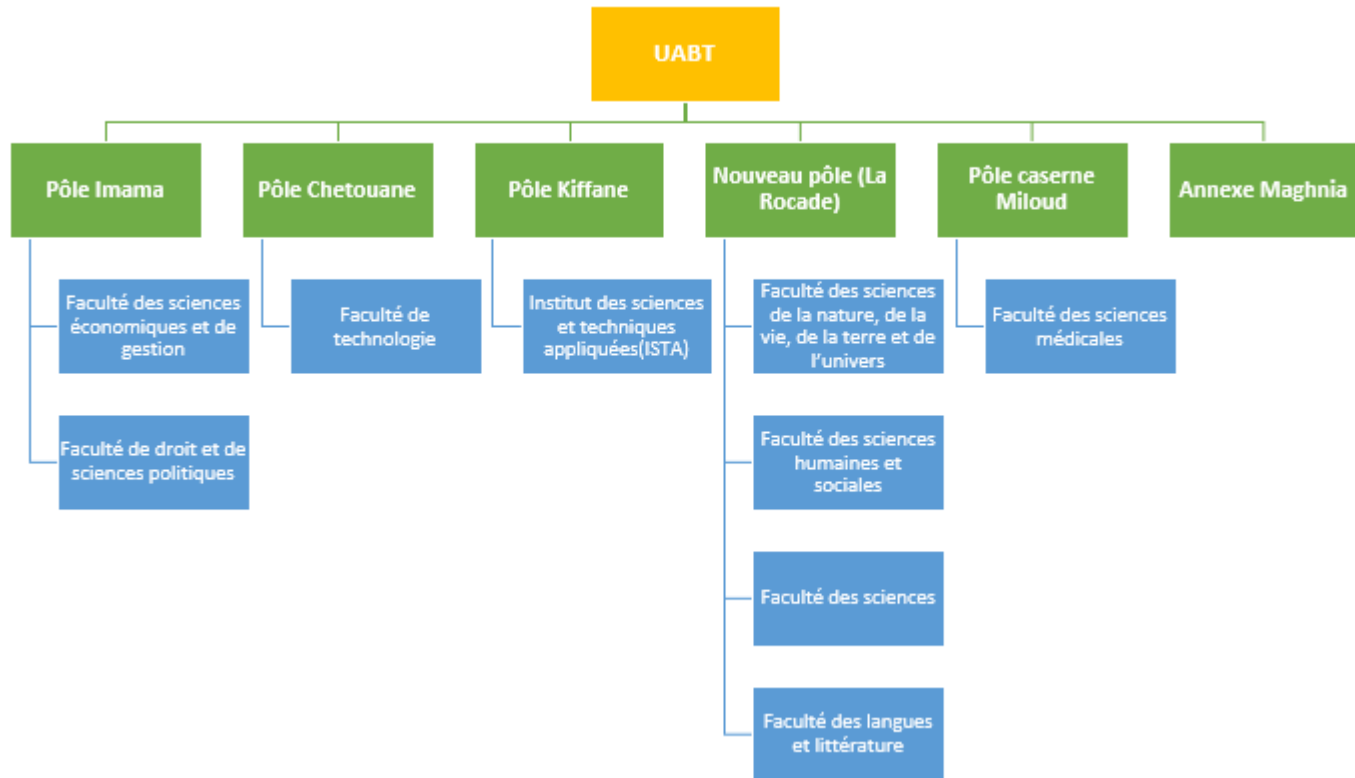 UABT
Pôle Imama
Pôle Chetouane
Pôle Kiffane
Nouveau pôle (La
Rocade)
Pôle caserne
Miloud
Annexe Maghnia
Faculté des sciences
économiques et de
gestion
Faculté de droit et de
sciences politiques
Faculté de
technologie
Institut des sciences
et techniques
appliquées(ISTA)
Faculté des sciences
de la nature, de la
vie, de la terre et de
l’univers
Faculté des sciences
humaines et
sociales
Faculté des sciences
Faculté des langues
et littérature
Faculté des sciences
médicales